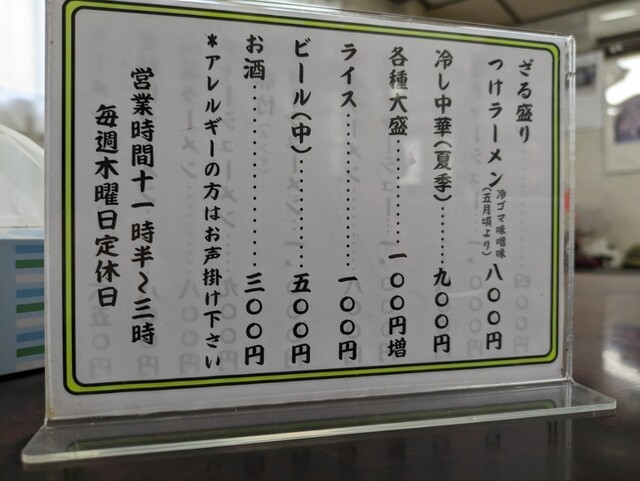 ざる盛り
つけラーメン 冷ゴマ味噌味(五月頃より) 八〇〇円
冷し中華(夏季)………九〇〇円
各種大盛………一〇〇円増
ライス………………一〇〇円
ビール(中)…………五〇〇円
お酒…………………三〇〇円
*アレルギーの方はお声掛け下さい
営業時間十一時半~三時
毎週木曜日定休日